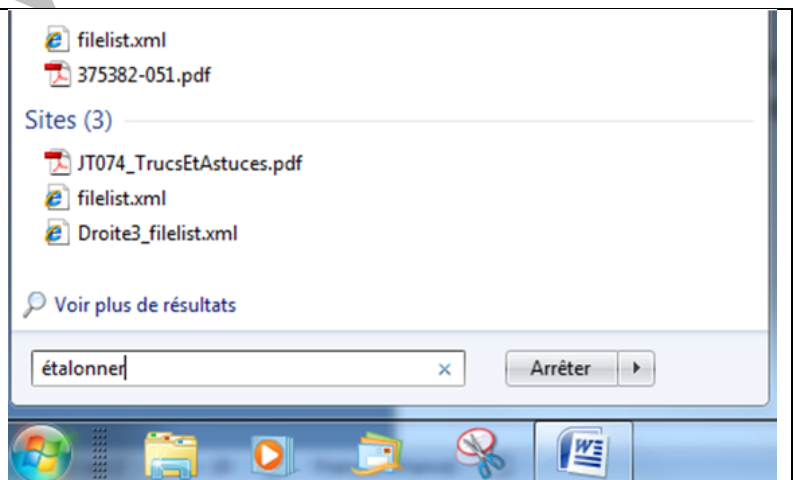 filelist.xml
375382-051.pdf
Sites (3)
JT074_TrucsEtAstuces.pdf
filelist.xml
Droite3_filelist.xml
Voir plus de résultats
étalonner
Arrêter